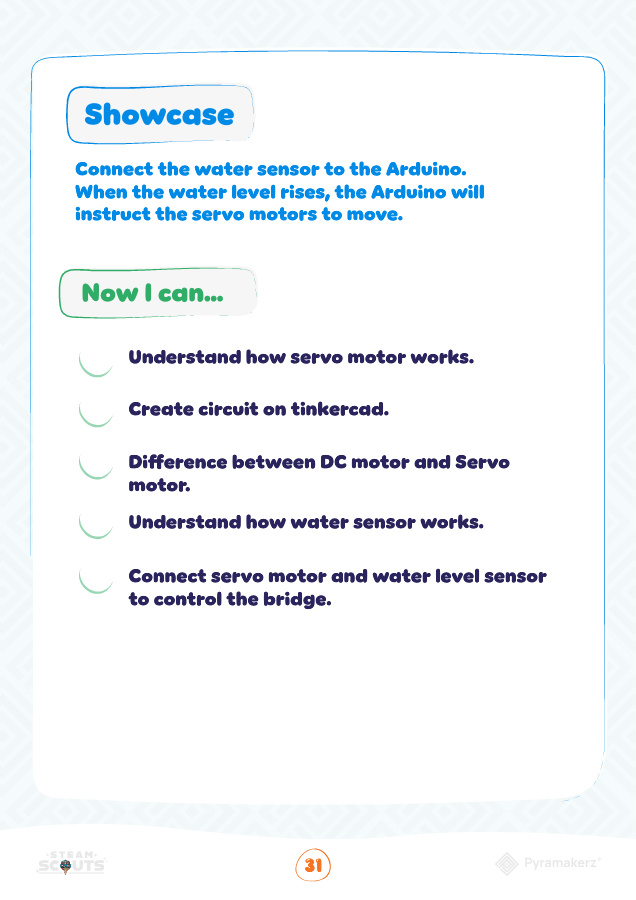 Showcase
Connect the water sensor to the Arduino.
When the water level rises, the Arduino will
instruct the servo motors to move.
Now I can...
Understand how servo motor works.
Create circuit on tinkercad.
Difference between DC motor and Servo
motor.
Understand how water sensor works.
Connect servo motor and water level sensor
to control the bridge.
STEAM
SCOUTS
31
Pyramakerz